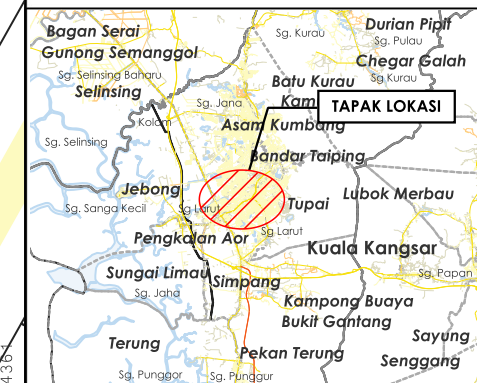 Bagan Serai
Durian Pipit
Sg. Kurau
Sg. Pulau
Gunong Semanggol
Chegar Galah
Sg. Selinsing Baharu
Batu Kurau
Sg Kurau
Selinsing
Sg. Jana
Kam
TAPAK LOKASI
Kolam
Asam Kumbang
Sg. Selinsing
Bandar Taiping
Jebong
Lubok Merbau
Sg. Sanga Kecil
Sg Larut
Tupai
Pengkalan Aor
Sg Larut
Kuala Kangsar
Sungai Limau
Simpang
Sg. Papan
Sg. Jaha
Kampong Buaya
Bukit Gantang
Terung
Sayung
Pekan Terung
Senggang
Sg. Punggor
Sg. Punggur
4361